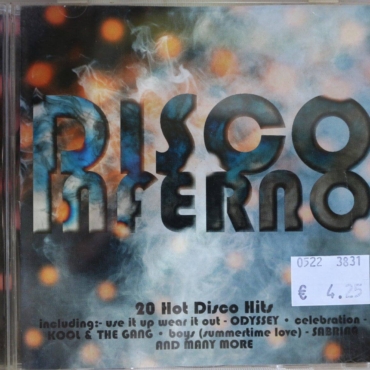 DISCO
INFERNO
0522 3831
€ 4.25
20 Hot Disco Hits
including:- use it up wear it out - ODYSSEY • celebration -
KOOL & THE GANG • boys (summertime love) - SABRINA
AND MANY MORE